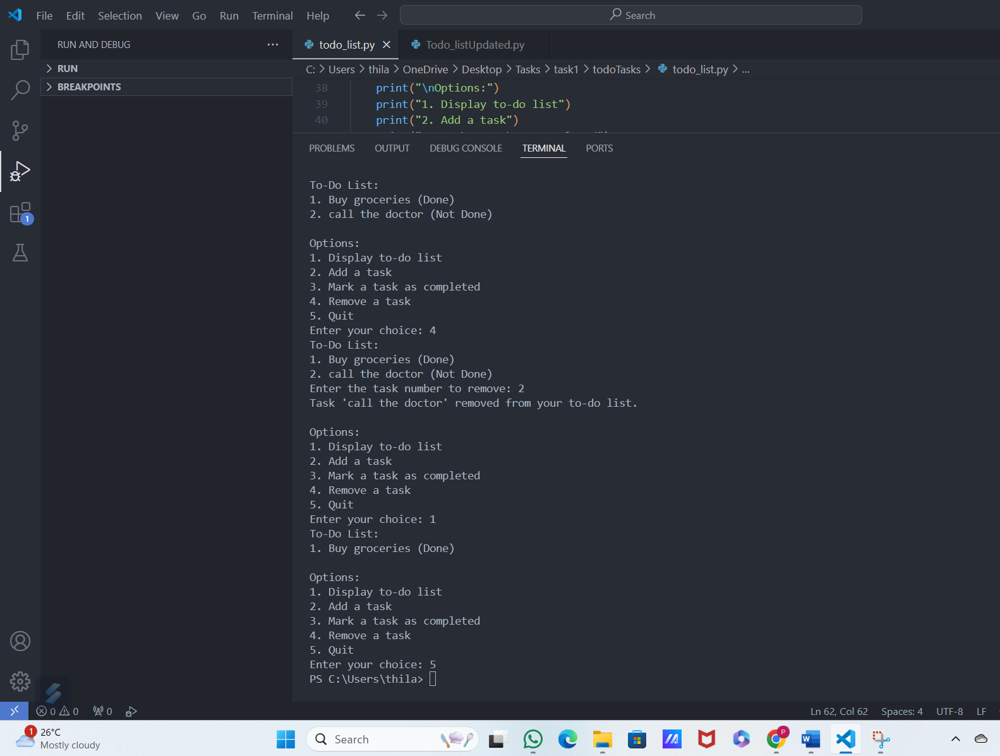 File Edit Selection View Go Run Terminal Help Search
RUN AND DEBUG ...
RUN
BREAKPOINTS
todo_list.py Todo_listUpdated.py
C: > Users > thila > OneDrive > Desktop > Tasks > task1 > todoTasks > todo_list.py > ...
38 print("\nOptions:")
39 print("1. Display to-do list")
40 print("2. Add a task")
PROBLEMS OUTPUT DEBUG CONSOLE TERMINAL PORTS
To-Do List:
1. Buy groceries (Done)
2. call the doctor (Not Done)
Options:
1. Display to-do list
2. Add a task
3. Mark a task as completed
4. Remove a task
5. Quit
Enter your choice: 4
To-Do List:
1. Buy groceries (Done)
2. call the doctor (Not Done)
Enter the task number to remove: 2
Task 'call the doctor' removed from your to-do list.
Options:
1. Display to-do list
2. Add a task
3. Mark a task as completed
4. Remove a task
5. Quit
Enter your choice: 1
To-Do List:
1. Buy groceries (Done)
Options:
1. Display to-do list
2. Add a task
3. Mark a task as completed
4. Remove a task
5. Quit
Enter your choice: 5
PS C:\Users\thila>
1
0 0 0 Ln 62, Col 62 Spaces: 4 UTF-8 LF
1 26°C
Mostly cloudy
Search
P
W